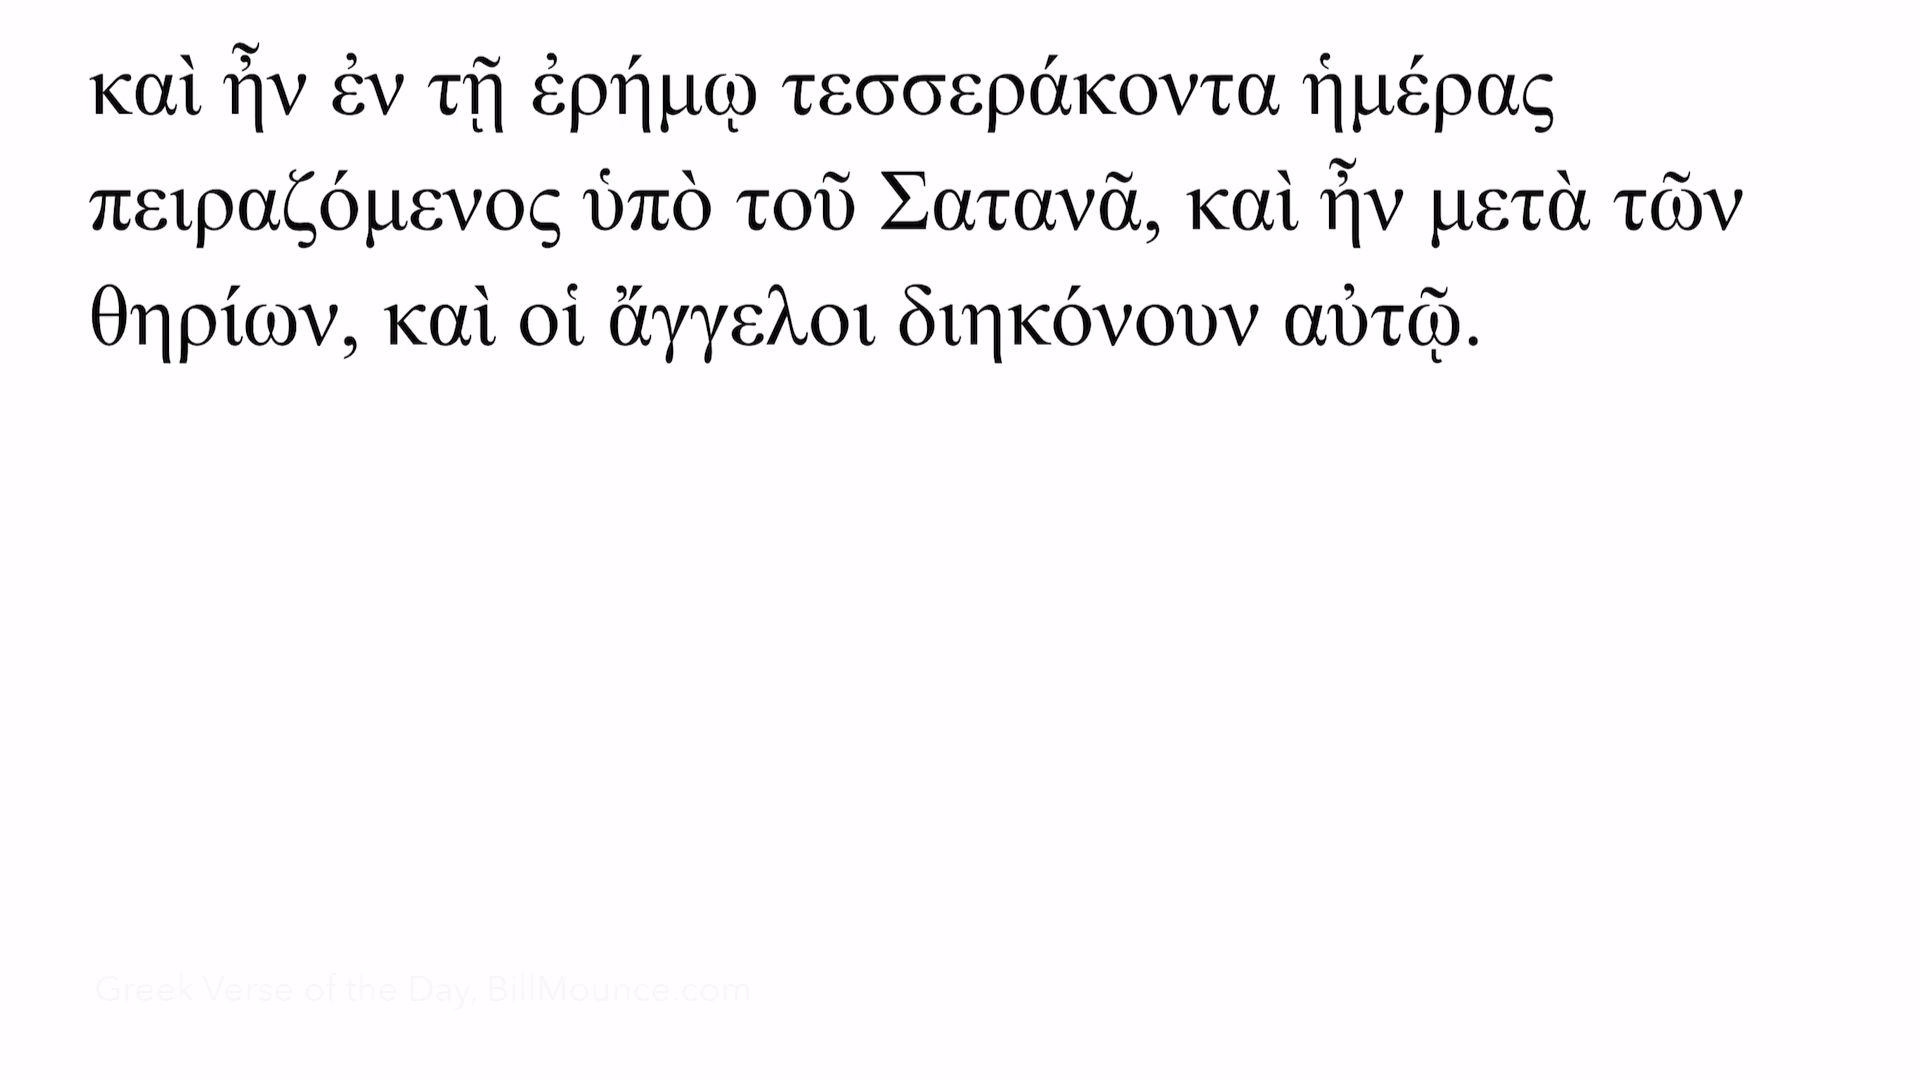 καὶ ἦν ἐν τῇ ἐρήμῳ τεσσεράκοντα ἡμέρας
πειραζόμενος ὑπὸ τοῦ Σατανᾶ, καὶ ἦν μετὰ τῶν
θηρίων, καὶ οἱ ἄγγελοι διηκόνουν αὐτῷ.
Greek Verse of the Day, BillMounce.com